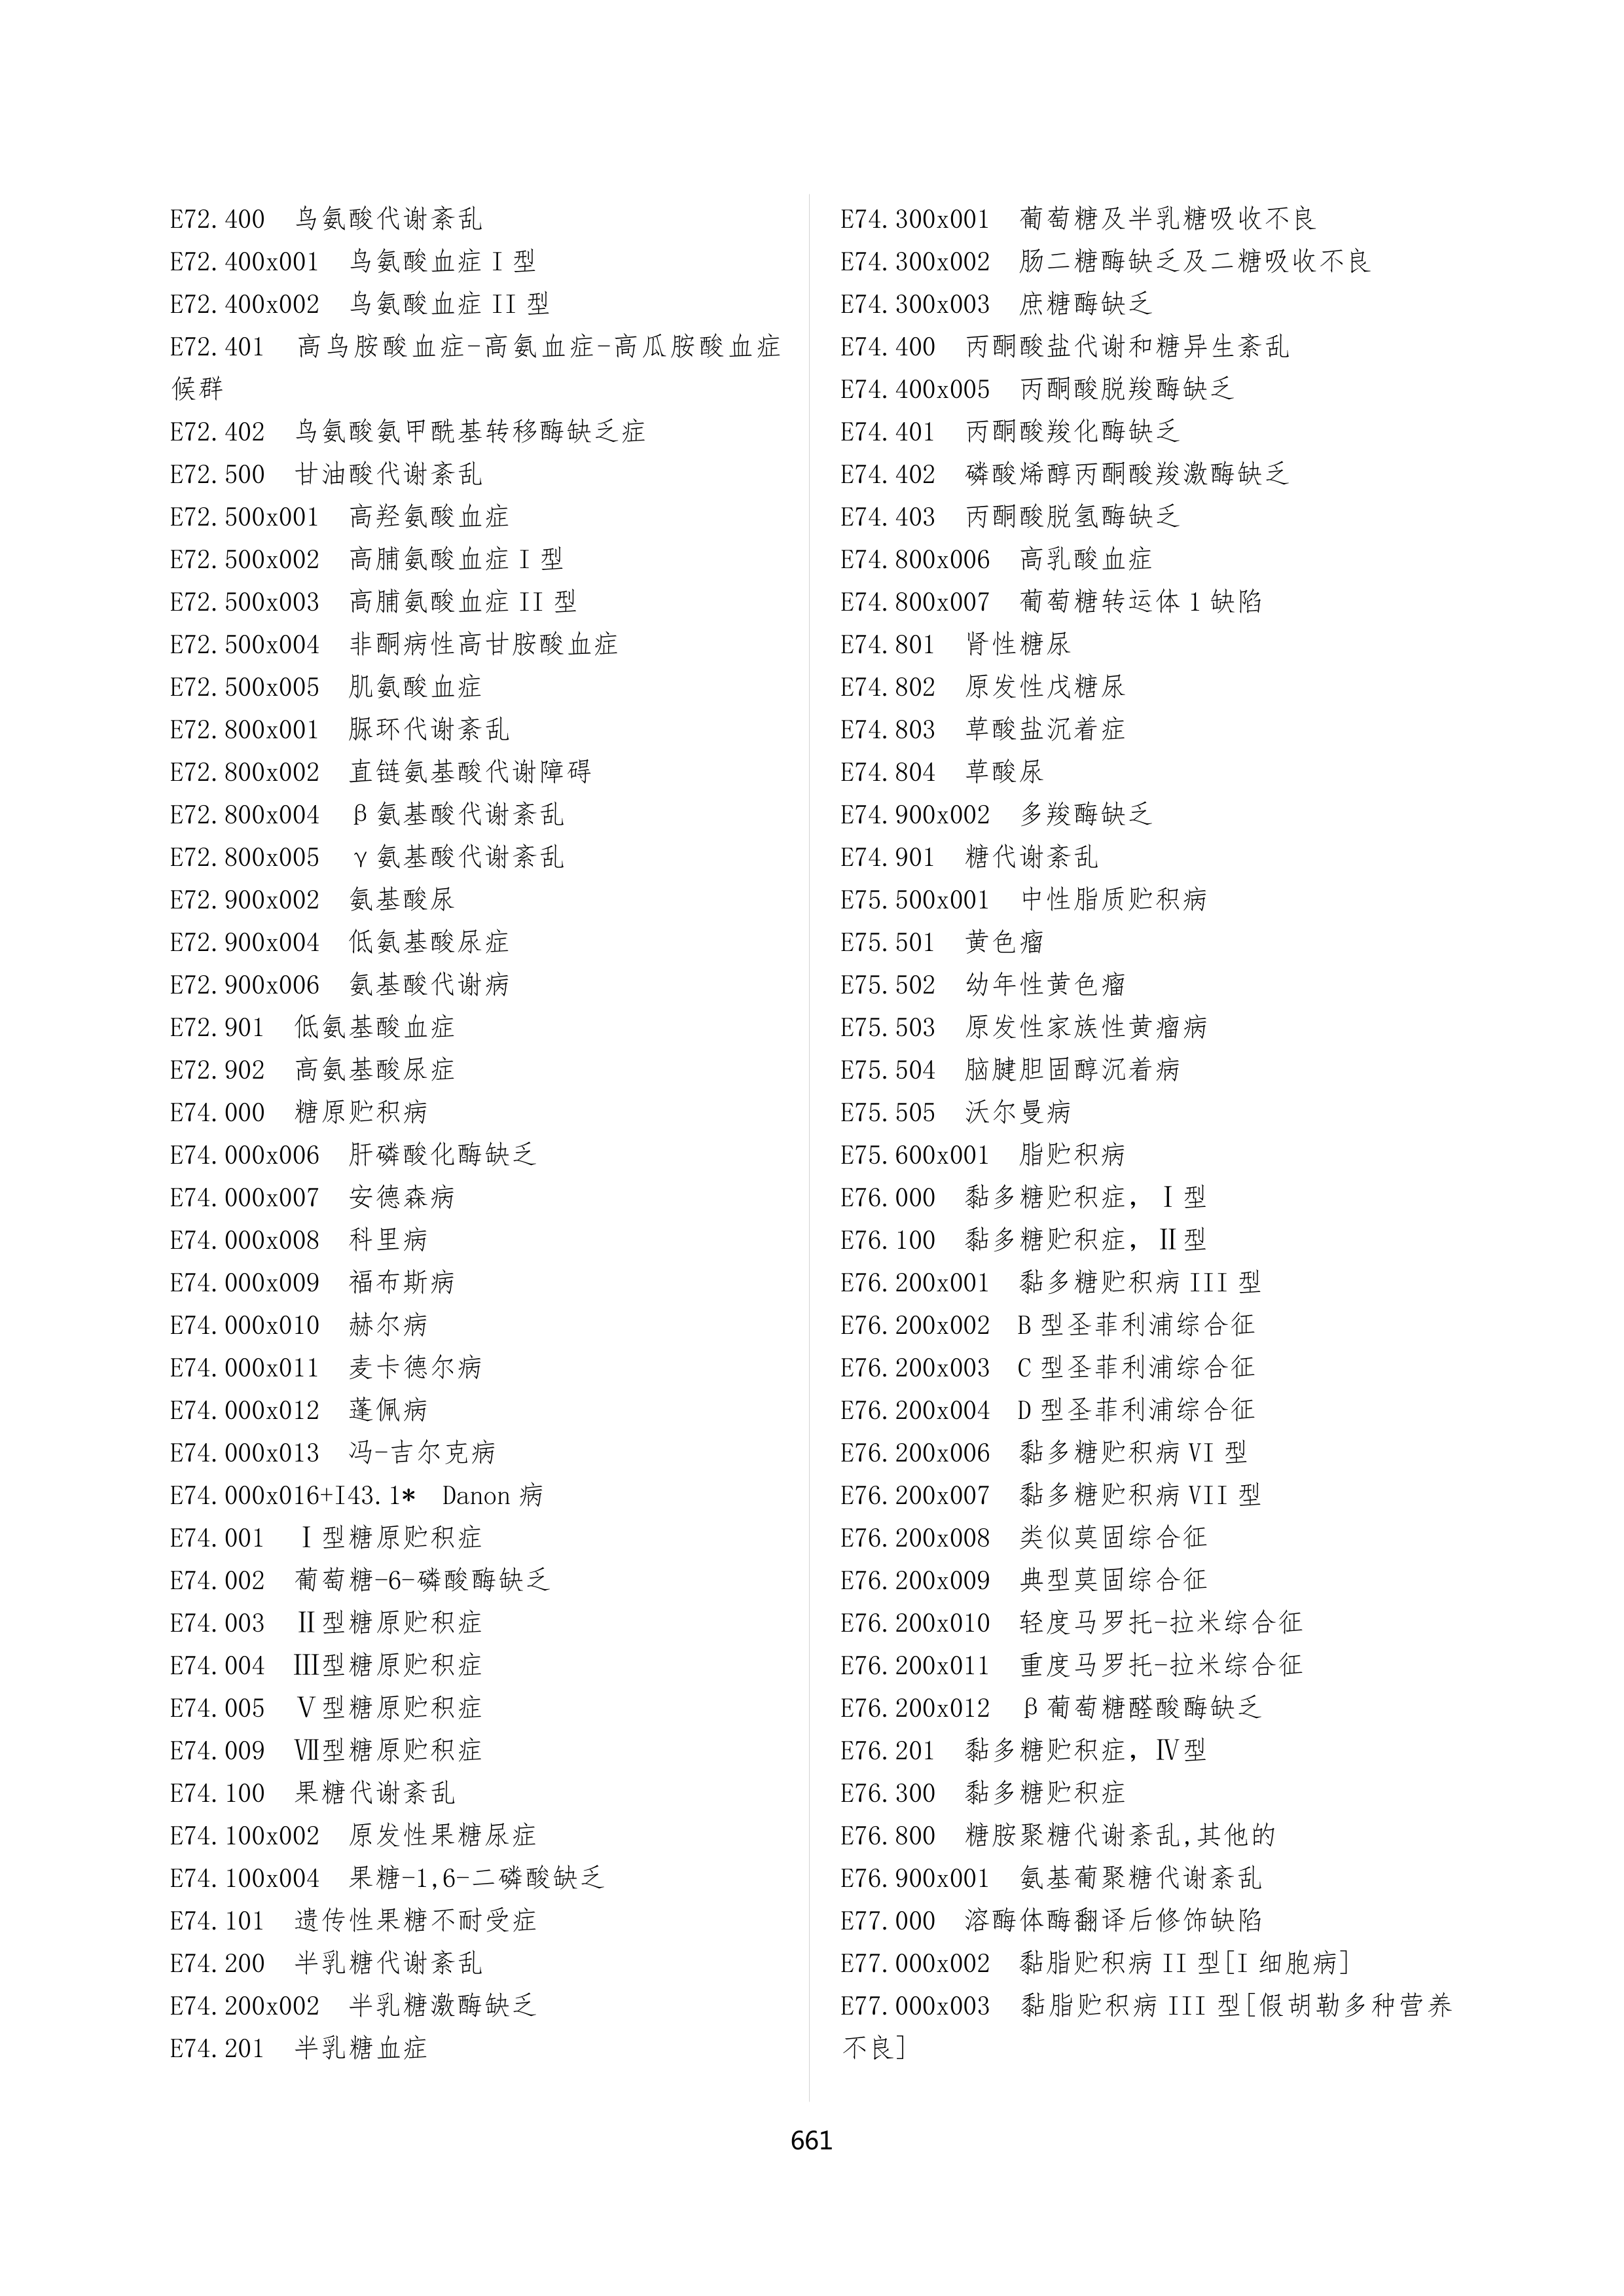 E72.400 鸟氨酸代谢紊乱
E72.400x001 鸟氨酸血症 I 型
E72.400x002 鸟氨酸血症 II 型
E72.401 高鸟胺酸血症-高氨血症-高瓜胺酸血症
候群
E72.402 鸟氨酸氨甲酰基转移酶缺乏症
E72.500 甘油酸代谢紊乱
E72.500x001 高羟氨酸血症
E72.500x002 高脯氨酸血症 I 型
E72.500x003 高脯氨酸血症 II 型
E72.500x004 非酮病性高甘胺酸血症
E72.500x005 肌氨酸血症
E72.800x001 脲环代谢紊乱
E72.800x002 直链氨基酸代谢障碍
E72.800x004 β氨基酸代谢紊乱
E72.800x005 γ氨基酸代谢紊乱
E72.900x002 氨基酸尿
E72.900x004 低氨基酸尿症
E72.900x006 氨基酸代谢病
E72.901 低氨基酸血症
E72.902 高氨基酸尿症
E74.000 糖原贮积病
E74.000x006 肝磷酸化酶缺乏
E74.000x007 安德森病
E74.000x008 科里病
E74.000x009 福布斯病
E74.000x010 赫尔病
E74.000x011 麦卡德尔病
E74.000x012 蓬佩病
E74.000x013 冯-吉尔克病
E74.000x016+I43.1* Danon 病
E74.001 Ⅰ型糖原贮积症
E74.002 葡萄糖-6-磷酸酶缺乏
E74.003 Ⅱ型糖原贮积症
E74.004 Ⅲ型糖原贮积症
E74.005 Ⅴ型糖原贮积症
E74.009 Ⅶ型糖原贮积症
E74.100 果糖代谢紊乱
E74.100x002 原发性果糖尿症
E74.100x004 果糖-1,6-二磷酸缺乏
E74.101 遗传性果糖不耐受症
E74.200 半乳糖代谢紊乱
E74.200x002 半乳糖激酶缺乏
E74.201 半乳糖血症
E74.300x001 葡萄糖及半乳糖吸收不良
E74.300x002 肠二糖酶缺乏及二糖吸收不良
E74.300x003 庶糖酶缺乏
E74.400 丙酮酸盐代谢和糖异生紊乱
E74.400x005 丙酮酸脱羧酶缺乏
E74.401 丙酮酸羧化酶缺乏
E74.402 磷酸烯醇丙酮酸羧激酶缺乏
E74.403 丙酮酸脱氢酶缺乏
E74.800x006 高乳酸血症
E74.800x007 葡萄糖转运体 1 缺陷
E74.801 肾性糖尿
E74.802 原发性戊糖尿
E74.803 草酸盐沉着症
E74.804 草酸尿
E74.900x002 多羧酶缺乏
E74.901 糖代谢紊乱
E75.500x001 中性脂质贮积病
E75.501 黄色瘤
E75.502 幼年性黄色瘤
E75.503 原发性家族性黄瘤病
E75.504 脑腱胆固醇沉着病
E75.505 沃尔曼病
E75.600x001 脂贮积病
E76.000 黏多糖贮积症，Ⅰ型
E76.100 黏多糖贮积症，Ⅱ型
E76.200x001 黏多糖贮积病 III 型
E76.200x002 B 型圣菲利浦综合征
E76.200x003 C 型圣菲利浦综合征
E76.200x004 D 型圣菲利浦综合征
E76.200x006 黏多糖贮积病 VI 型
E76.200x007 黏多糖贮积病 VII 型
E76.200x008 类似莫固综合征
E76.200x009 典型莫固综合征
E76.200x010 轻度马罗托-拉米综合征
E76.200x011 重度马罗托-拉米综合征
E76.200x012 β葡萄糖醛酸酶缺乏
E76.201 黏多糖贮积症，Ⅳ型
E76.300 黏多糖贮积症
E76.800 糖胺聚糖代谢紊乱,其他的
E76.900x001 氨基葡聚糖代谢紊乱
E77.000 溶酶体酶翻译后修饰缺陷
E77.000x002 黏脂贮积病 II 型[I 细胞病]
E77.000x003 黏脂贮积病 III 型[假胡勒多种营养
不良]
661